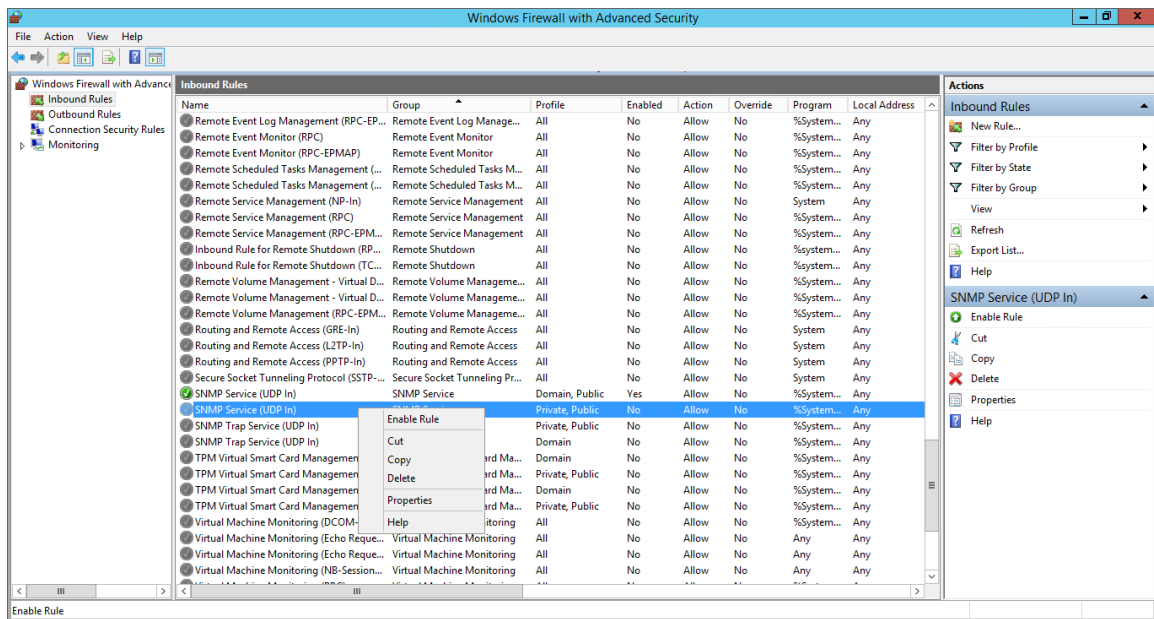 Windows Firewall with Advanced Security
File Action View Help
Windows Firewall with Advance
Inbound Rules
Outbound Rules
Connection Security Rules
Monitoring
Inbound Rules
Name Group Profile Enabled Action Override Program Local Address
Remote Event Log Management (RPC-EP... Remote Event Log Manage... All No Allow No %System... Any
Remote Event Monitor (RPC) Remote Event Monitor All No Allow No %System... Any
Remote Event Monitor (RPC-EPMAP) Remote Event Monitor All No Allow No %System... Any
Remote Scheduled Tasks Management (... Remote Scheduled Tasks M... All No Allow No %System... Any
Remote Scheduled Tasks Management (... Remote Scheduled Tasks M... All No Allow No %System... Any
Remote Service Management (NP-In) Remote Service Management All No Allow No System Any
Remote Service Management (RPC) Remote Service Management All No Allow No %System... Any
Remote Service Management (RPC-EPM... Remote Service Management All No Allow No %System... Any
Inbound Rule for Remote Shutdown (RP... Remote Shutdown All No Allow No %system... Any
Inbound Rule for Remote Shutdown (TC... Remote Shutdown All No Allow No %system... Any
Remote Volume Management - Virtual D... Remote Volume Manageme... All No Allow No %System... Any
Remote Volume Management - Virtual D... Remote Volume Manageme... All No Allow No %System... Any
Remote Volume Management (RPC-EPM... Remote Volume Manageme... All No Allow No %System... Any
Routing and Remote Access (GRE-In) Routing and Remote Access All No Allow No System Any
Routing and Remote Access (L2TP-In) Routing and Remote Access All No Allow No System Any
Routing and Remote Access (PPTP-In) Routing and Remote Access All No Allow No System Any
Secure Socket Tunneling Protocol (SSTP-... Secure Socket Tunneling Pr... All No Allow No System Any
SNMP Service (UDP In) SNMP Service Domain, Public Yes Allow No %System... Any
SNMP Service (UDP In) Private, Public No Allow No %System... Any
SNMP Trap Service (UDP In) Private, Public No Allow No %System... Any
SNMP Trap Service (UDP In) Domain No Allow No %System... Any
TPM Virtual Smart Card Managemen ard Ma... Domain No Allow No %System... Any
TPM Virtual Smart Card Managemen ard Ma... Private, Public No Allow No %System... Any
TPM Virtual Smart Card Managemen ard Ma... Domain No Allow No %System... Any
TPM Virtual Smart Card Managemen ard Ma... Private, Public No Allow No %System... Any
Virtual Machine Monitoring (DCOM- itoring All No Allow No %System... Any
Virtual Machine Monitoring (Echo Reque... Virtual Machine Monitoring All No Allow No Any Any
Virtual Machine Monitoring (Echo Reque... Virtual Machine Monitoring All No Allow No Any Any
Virtual Machine Monitoring (NB-Session... Virtual Machine Monitoring All No Allow No Any Any
Enable Rule
Cut
Copy
Delete
Properties
Help
Actions
Inbound Rules
New Rule...
Filter by Profile
Filter by State
Filter by Group
View
Refresh
Export List...
Help
SNMP Service (UDP In)
Enable Rule
Cut
Copy
Delete
Properties
Help
Enable Rule